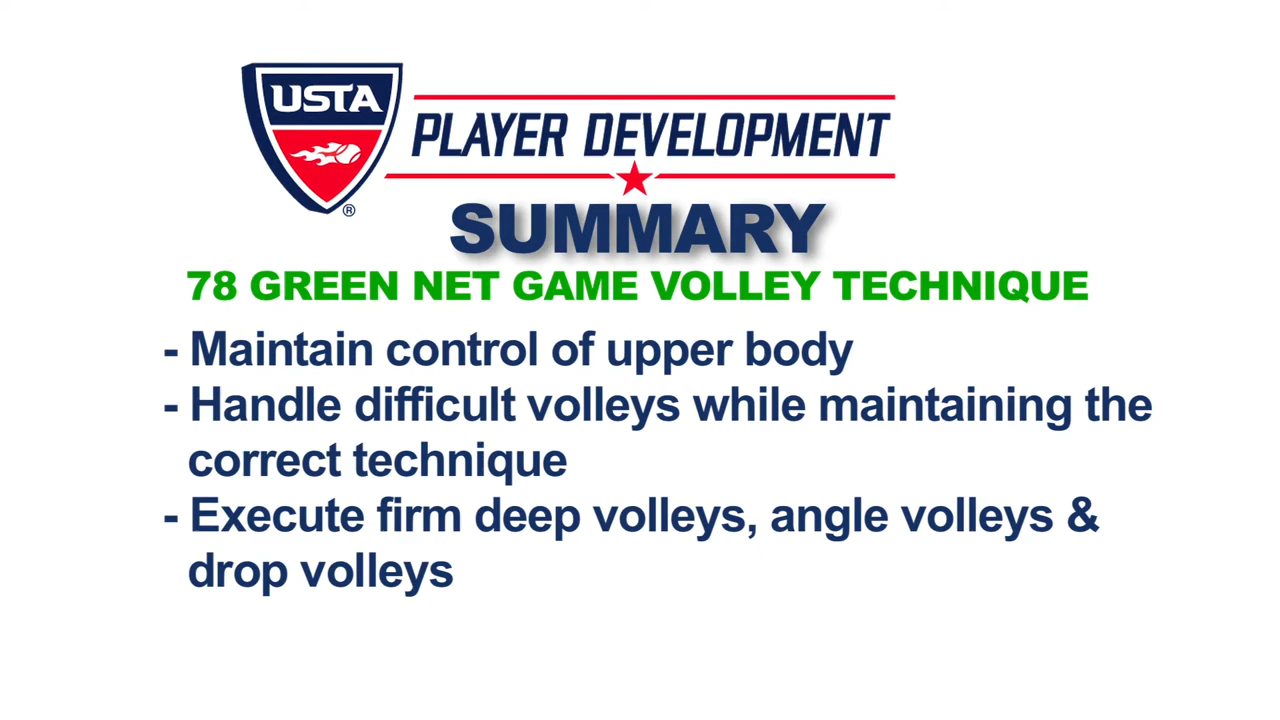 USTA
PLAYER DEVELOPMENT
®
SUMMARY
78 GREEN NET GAME VOLLEY TECHNIQUE
- Maintain control of upper body
- Handle difficult volleys while maintaining the
correct technique
- Execute firm deep volleys, angle volleys &
drop volleys